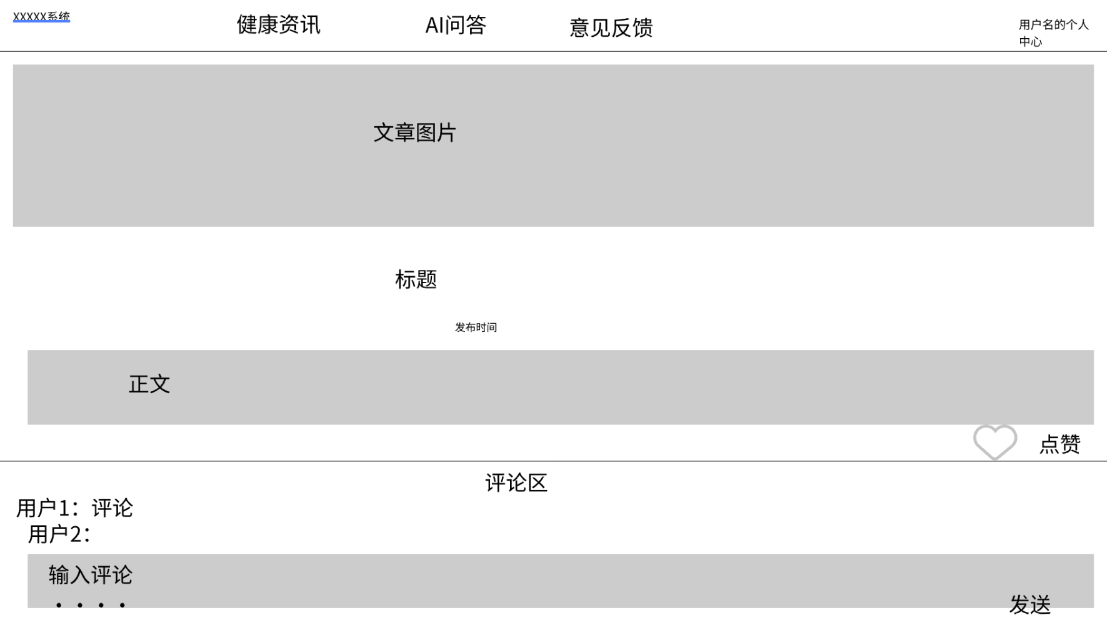 XXXXX系统
健康资讯
AI问答
意见反馈
用户名的个人
中心
文章图片
标题
发布时间
正文
点赞
评论区
用户1：评论
用户2：
输入评论
....
发送